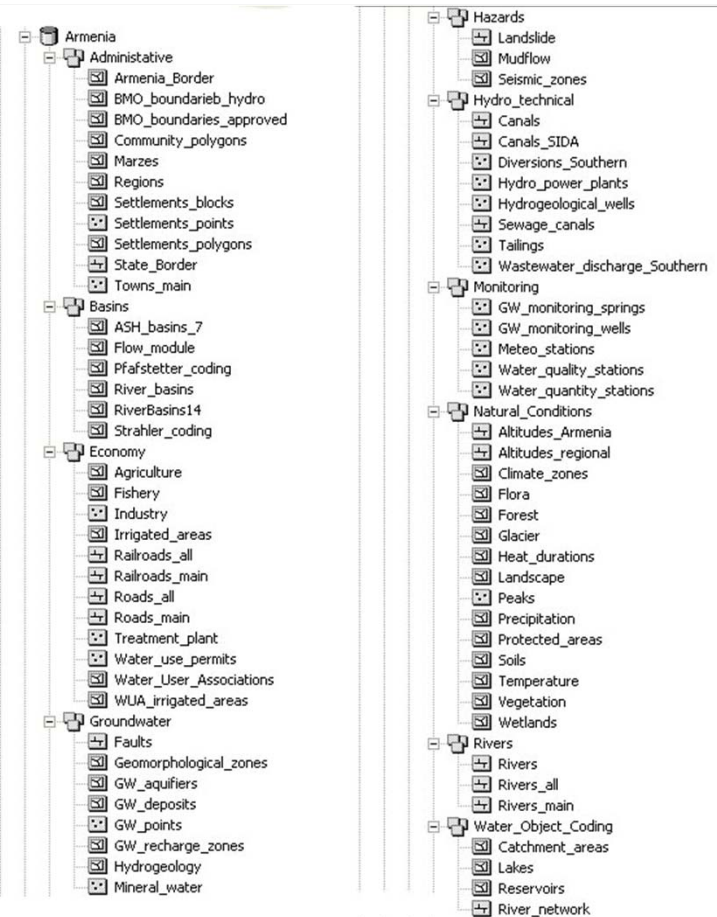 Armenia
Administative
Armenia_Border
BMO_boundarieb_hydro
BMO_boundaries_approved
Community_polygons
Marzes
Regions
Settlements_blocks
Settlements_points
Settlements_polygons
State_Border
Towns_main
Basins
ASH_basins_7
Flow_module
Pfafstetter_coding
River_basins
RiverBasins14
Strahler_coding
Economy
Agriculture
Fishery
Industry
Irrigated_areas
Railroads_all
Railroads_main
Roads_all
Roads_main
Treatment_plant
Water_use_permits
Water_User_Associations
WUA_irrigated_areas
Groundwater
Faults
Geomorphological_zones
GW_aquifiers
GW_deposits
GW_points
GW_recharge_zones
Hydrogeology
Mineral_water
Hazards
Landslide
Mudflow
Seismic_zones
Hydro_technical
Canals
Canals_SIDA
Diversions_Southern
Hydro_power_plants
Hydrogeological_wells
Sewage_canals
Tailings
Wastewater_discharge_Southern
Monitoring
GW_monitoring_springs
GW_monitoring_wells
Meteo_stations
Water_quality_stations
Water_quantity_stations
Natural_Conditions
Altitudes_Armenia
Altitudes_regional
Climate_zones
Flora
Forest
Glacier
Heat_durations
Landscape
Peaks
Precipitation
Protected_areas
Soils
Temperature
Vegetation
Wetlands
Rivers
Rivers
Rivers_all
Rivers_main
Water_Object_Coding
Catchment_areas
Lakes
Reservoirs
River_network